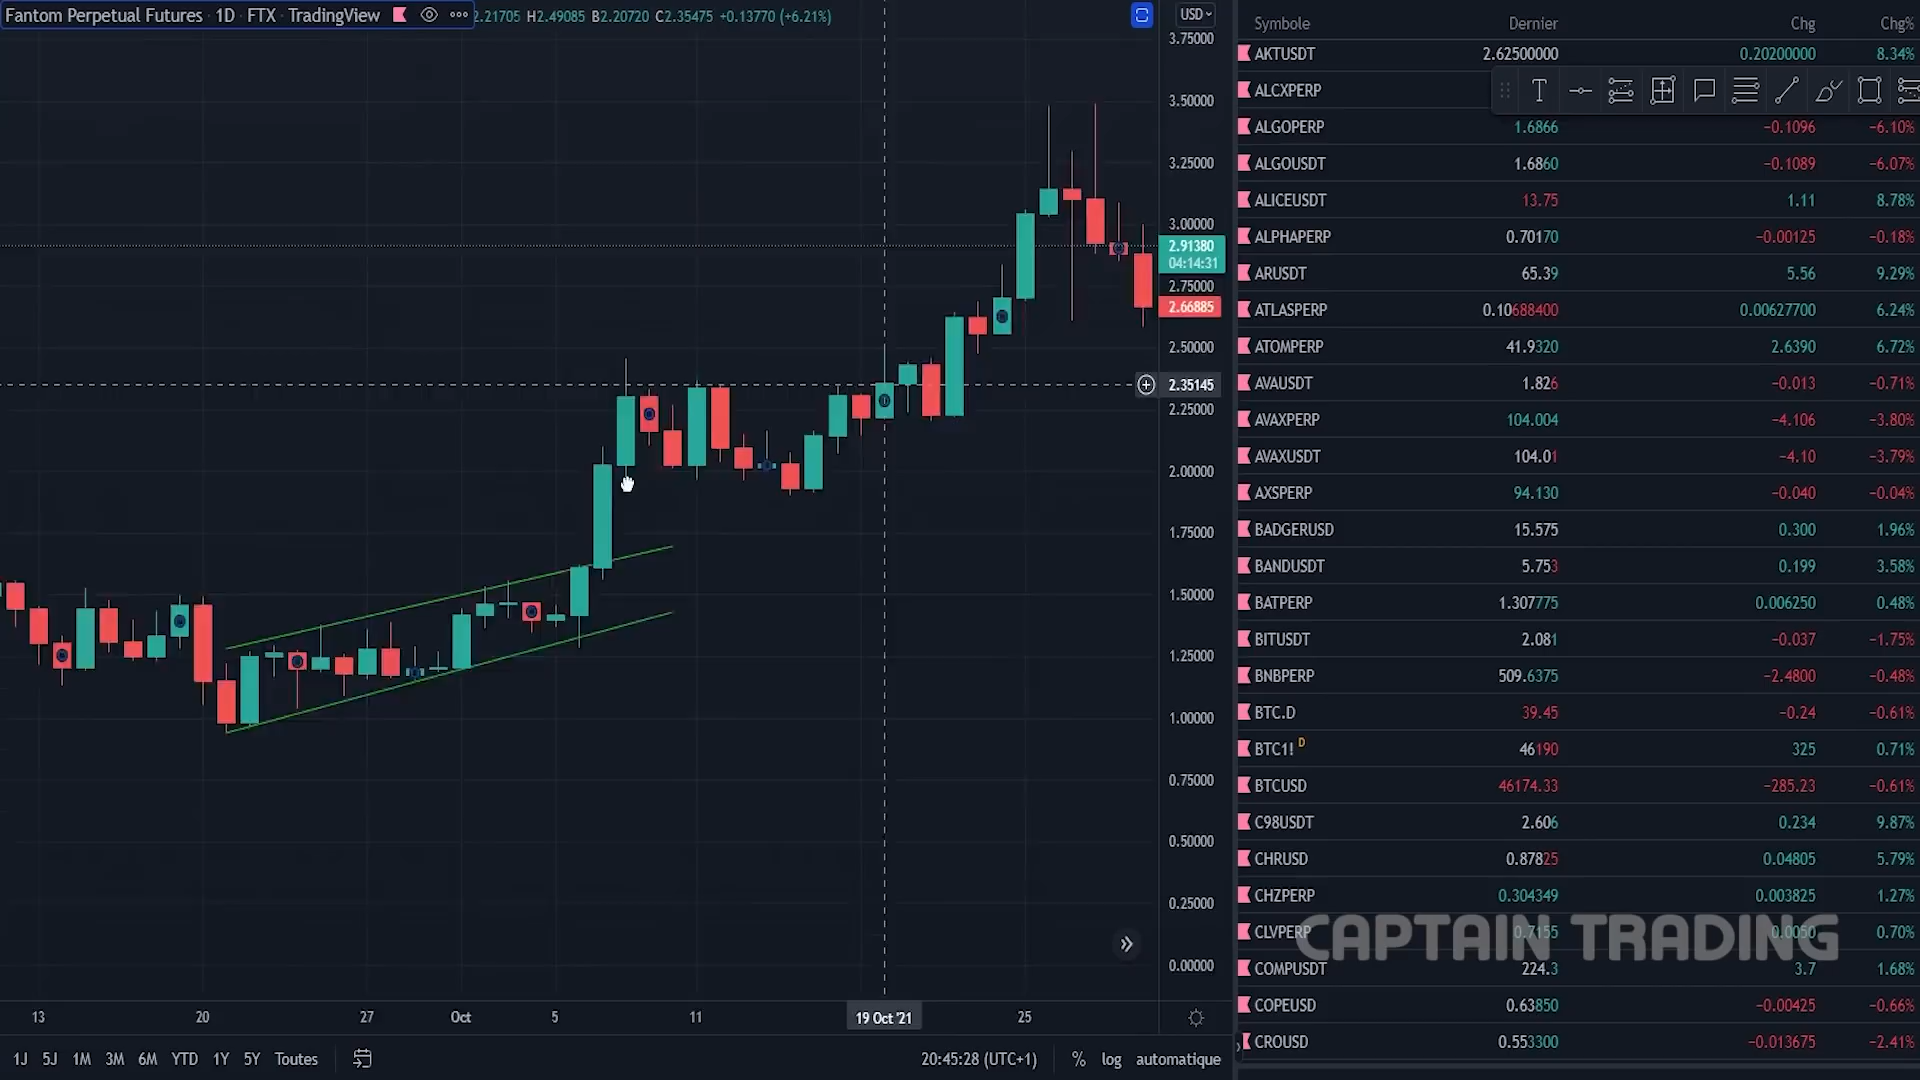 Fantom Perpetual Futures · 1D · FTX · TradingView 2.21705 H2.49085 B2.20720 C2.35475 +0.13770 (+6.21%)
USD
3.75000
3.50000
3.25000
3.00000
2.91380
04:14:31
2.75000
2.66885
2.50000
2.35145
2.25000
2.00000
1.75000
1.50000
1.25000
1.00000
0.75000
0.50000
0.25000
0.00000
13 20 27 Oct 5 11 19 Oct '21 25
1J 5J 1M 3M 6M YTD 1Y 5Y Toutes 20:45:28 (UTC+1) % log automatique
Symbole Dernier Chg Chg%
AKTUSDT 2.62500000 0.20200000 8.34%
ALCXPERP
T
ALGOPERP 1.6866 −0.1096 −6.10%
ALGOUSDT 1.6860 −0.1089 −6.07%
ALICEUSDT 13.75 1.11 8.78%
ALPHAPERP 0.70170 −0.00125 −0.18%
ARUSDT 65.39 5.56 9.29%
ATLASPERP 0.10688400 0.00627700 6.24%
ATOMPERP 41.9320 2.6390 6.72%
AVAUSDT 1.826 −0.013 −0.71%
AVAXPERP 104.004 −4.106 −3.80%
AVAXUSDT 104.01 −4.10 −3.79%
AXSPERP 94.130 −0.040 −0.04%
BADGERUSD 15.575 0.300 1.96%
BANDUSDT 5.753 0.199 3.58%
BATPERP 1.307775 0.006250 0.48%
BITUSDT 2.081 −0.037 −1.75%
BNBPERP 509.6375 −2.4800 −0.48%
BTC.D 39.45 −0.24 −0.61%
BTC1! D 46190 325 0.71%
BTCUSD 46174.33 −285.23 −0.61%
C98USDT 2.606 0.234 9.87%
CHRUSD 0.87825 0.04805 5.79%
CHZPERP 0.304349 0.003825 1.27%
CLVPERP 0.7155 0.0050 0.70%
CAPTAIN TRADING
COMPUSDT 224.3 3.7 1.68%
COPEUSD 0.63850 −0.00425 −0.66%
CROUSD 0.553300 −0.013675 −2.41%